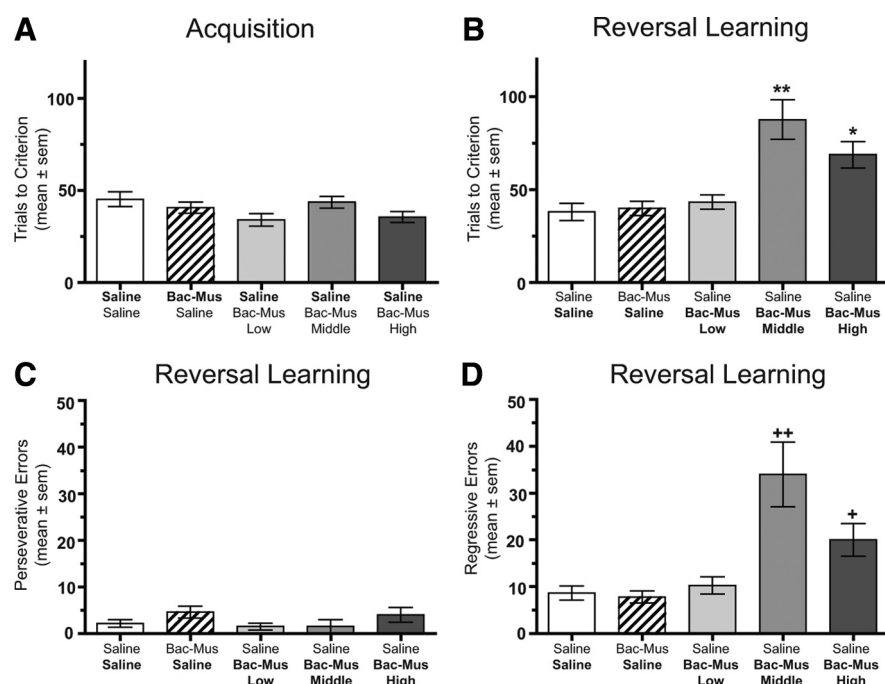 A
Acquisition
Trials to Criterion
(mean ± sem)
100
50
0
Saline Bac-Mus Saline Saline Saline
Saline Saline Bac-Mus Bac-Mus Bac-Mus
Low Middle High
B
Reversal Learning
Trials to Criterion
(mean ± sem)
100
50
0
**
*
Saline Bac-Mus Saline Saline Saline
Saline Saline Bac-Mus Bac-Mus Bac-Mus
Low Middle High
C
Reversal Learning
Perseverative Errors
(mean ± sem)
50
40
30
20
10
0
Saline Bac-Mus Saline Saline Saline
Saline Saline Bac-Mus Bac-Mus Bac-Mus
Low Middle High
D
Reversal Learning
Regressive Errors
(mean ± sem)
50
40
30
20
10
0
++
+
Saline Bac-Mus Saline Saline Saline
Saline Saline Bac-Mus Bac-Mus Bac-Mus
Low Middle High